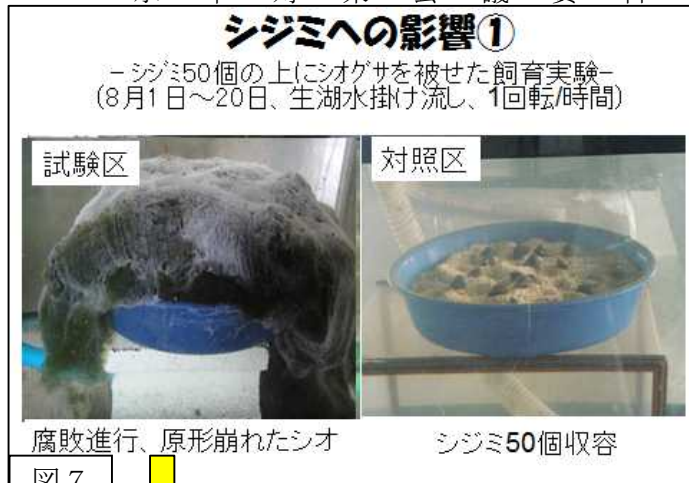 シジミへの影響①
-シジミ50個の上にシオグサを被せた飼育実験-
(8月1日~20日、生湖水掛け流し、1回転/時間)
試験区
対照区
腐敗進行、原形崩れたシオ
シジミ50個収容
図7